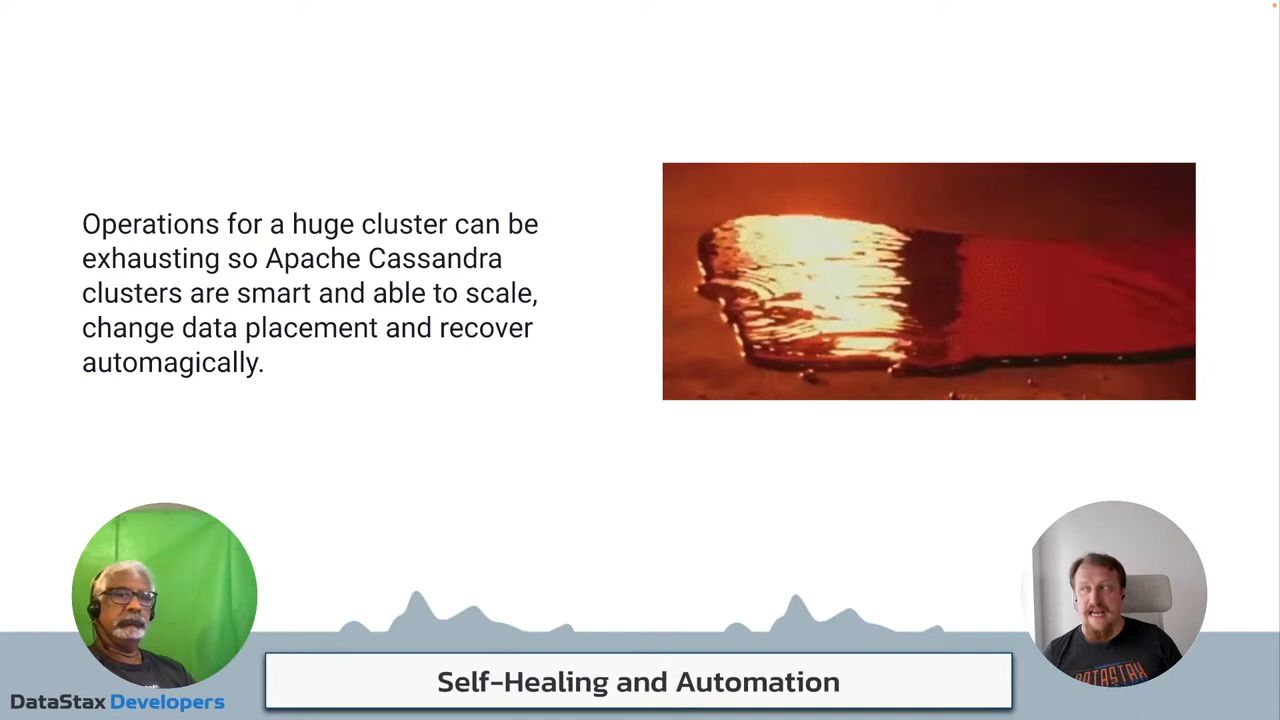 Operations for a huge cluster can be
exhausting so Apache Cassandra
clusters are smart and able to scale,
change data placement and recover
automagically.
DATASTAX
Self-Healing and Automation
DataStax Developers